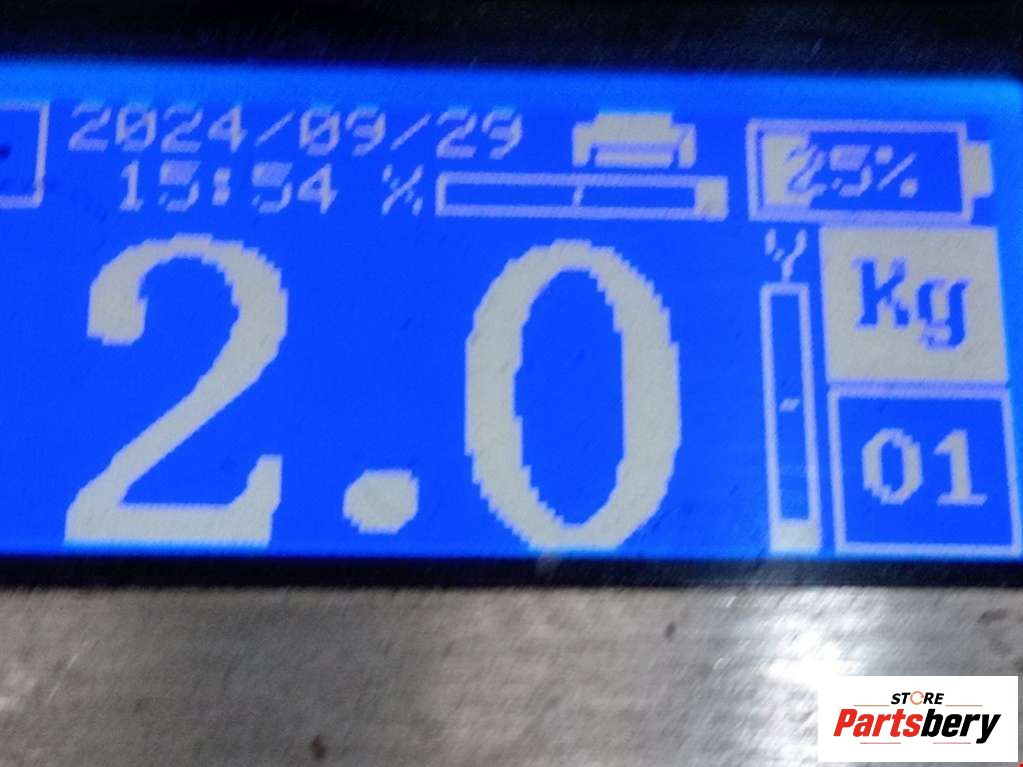 2024/09/29
25%
15:54 X
Y
Kg
2.0
01
STORE
Partsbery